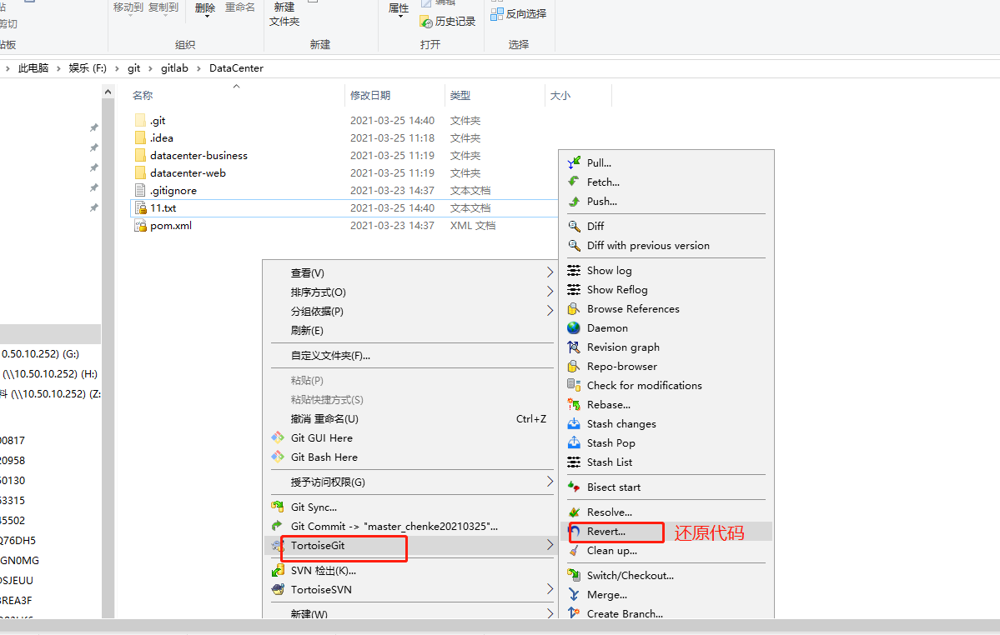 贴
移动到 复制到
删除 重命名
新建
文件夹
属性
编辑
历史记录
反向选择
剪切
贴板
组织
新建
打开
选择
› 此电脑 › 娱乐 (F:) › git › gitlab › DataCenter
名称 修改日期 类型 大小
.git 2021-03-25 14:40 文件夹
.idea 2021-03-25 11:18 文件夹
datacenter-business 2021-03-25 11:19 文件夹
datacenter-web 2021-03-25 11:19 文件夹
.gitignore 2021-03-23 14:37 文本文档
11.txt 2021-03-25 14:40 文本文档
pom.xml 2021-03-23 14:37 XML 文档
0.50.10.252) (G:)
(\\10.50.10.252) (H:)
料 (\\10.50.10.252) (Z:
00817
20958
50130
53315
45502
Q76DH5
GN0MG
DSJEUU
BREA3F
查看(V)
排序方式(O)
分组依据(P)
刷新(E)
自定义文件夹(F)...
粘贴(P)
粘贴快捷方式(S)
撤消 重命名(U) Ctrl+Z
Git GUI Here
Git Bash Here
授予访问权限(G)
Git Sync...
Git Commit -> "master_chenke20210325"...
TortoiseGit
SVN 检出(K)...
TortoiseSVN
新建(W)
Pull...
Fetch...
Push...
Diff
Diff with previous version
Show log
Show Reflog
Browse References
Daemon
Revision graph
Repo-browser
Check for modifications
Rebase...
Stash changes
Stash Pop
Stash List
Bisect start
Resolve...
Revert... 还原代码
Clean up...
Switch/Checkout...
Merge...
Create Branch...